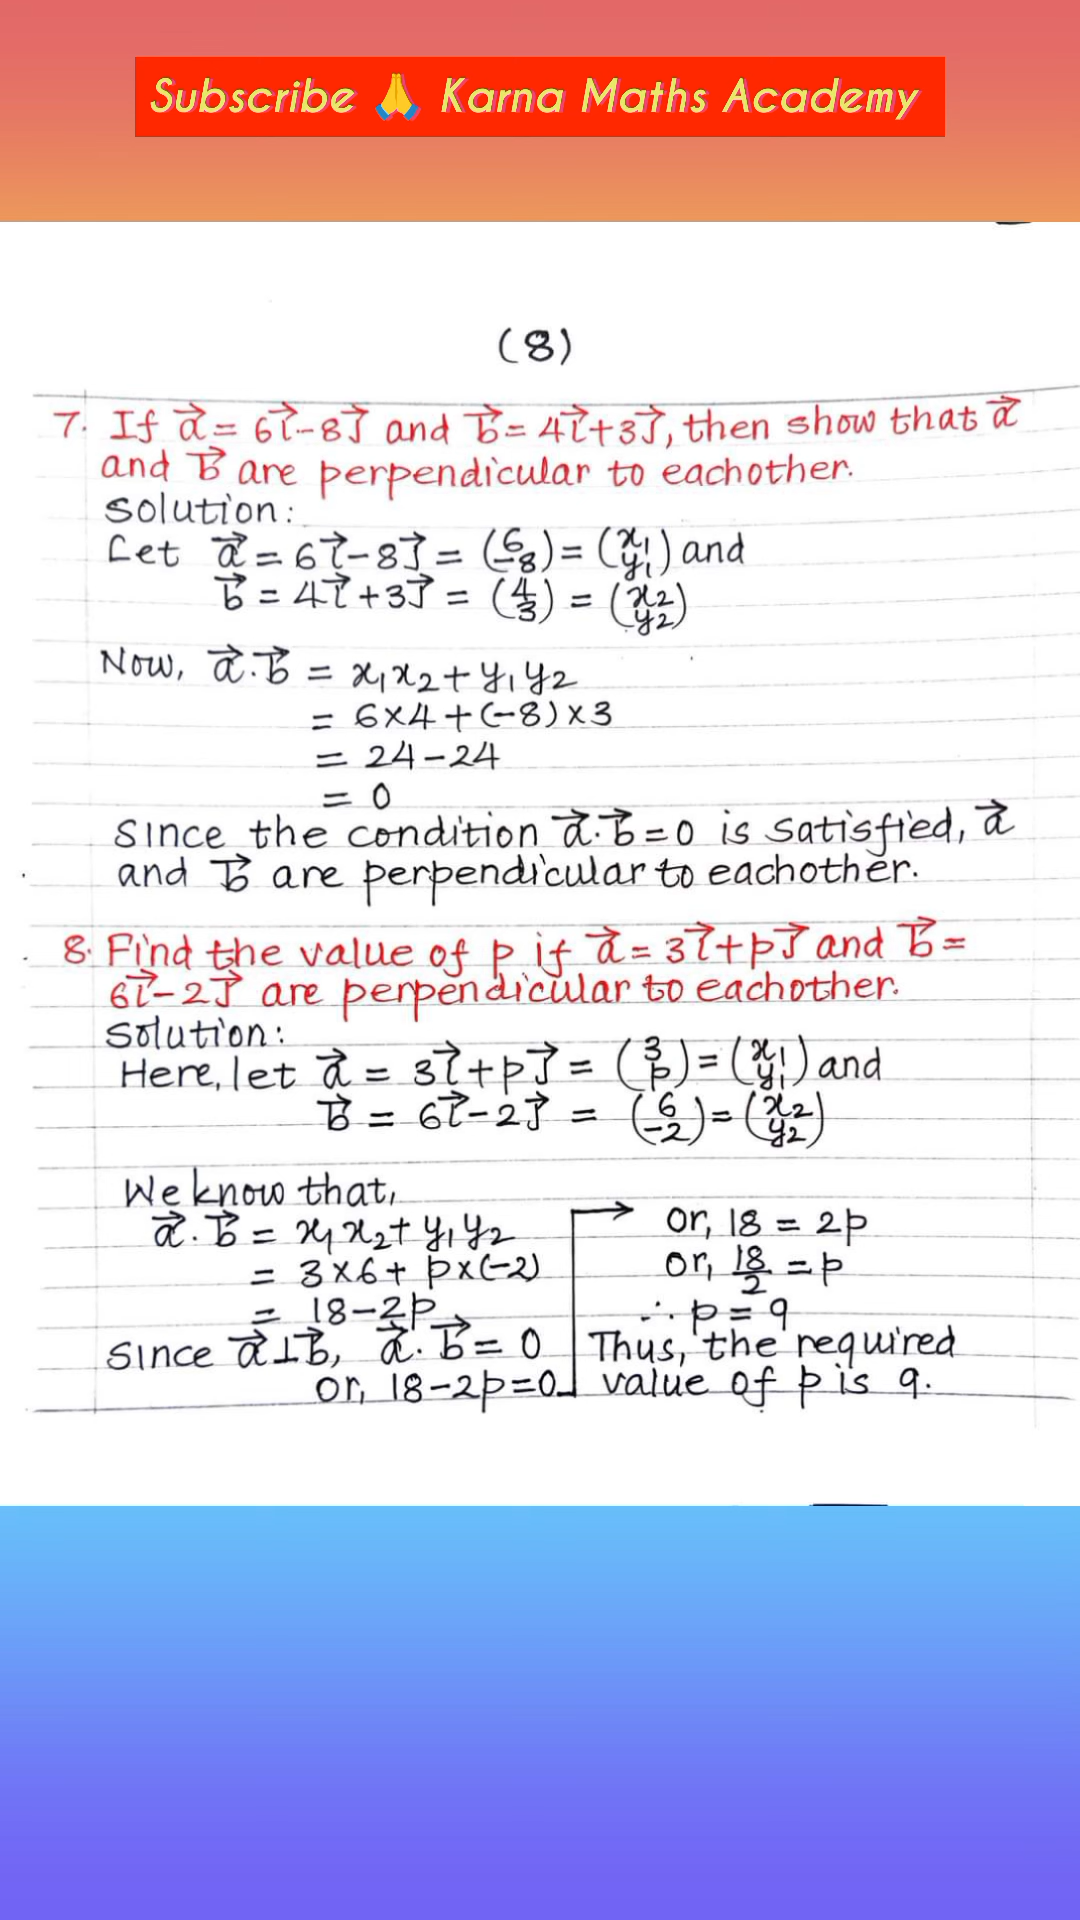 Subscribe 🙏 Karna Maths Academy
(8)
7. If a⃗ = 6i⃗ - 8j⃗ and b⃗ = 4i⃗ + 3j⃗, then show that a⃗
and b⃗ are perpendicular to eachother.
Solution:
Let a⃗ = 6i⃗ - 8j⃗ = (6 -8) = (x₁ y₁) and
b⃗ = 4i⃗ + 3j⃗ = (4 3) = (x₂ y₂)
Now, a⃗.b⃗ = x₁x₂ + y₁y₂
= 6×4 + (-8)×3
= 24 - 24
= 0
Since the condition a⃗.b⃗ = 0 is satisfied, a⃗
and b⃗ are perpendicular to eachother.
8. Find the value of p if a⃗ = 3i⃗ + pj⃗ and b⃗ =
6i⃗ - 2j⃗ are perpendicular to eachother.
Solution:
Here, let a⃗ = 3i⃗ + pj⃗ = (3 p) = (x₁ y₁) and
b⃗ = 6i⃗ - 2j⃗ = (6 -2) = (x₂ y₂)
We know that,
a⃗.b⃗ = x₁x₂ + y₁y₂
= 3×6 + p×(-2)
= 18 - 2p
Since a⃗⊥b⃗, a⃗.b⃗ = 0
or, 18 - 2p = 0
→ or, 18 = 2p
or, 18/2 = p
∴ p = 9
Thus, the required
value of p is 9.